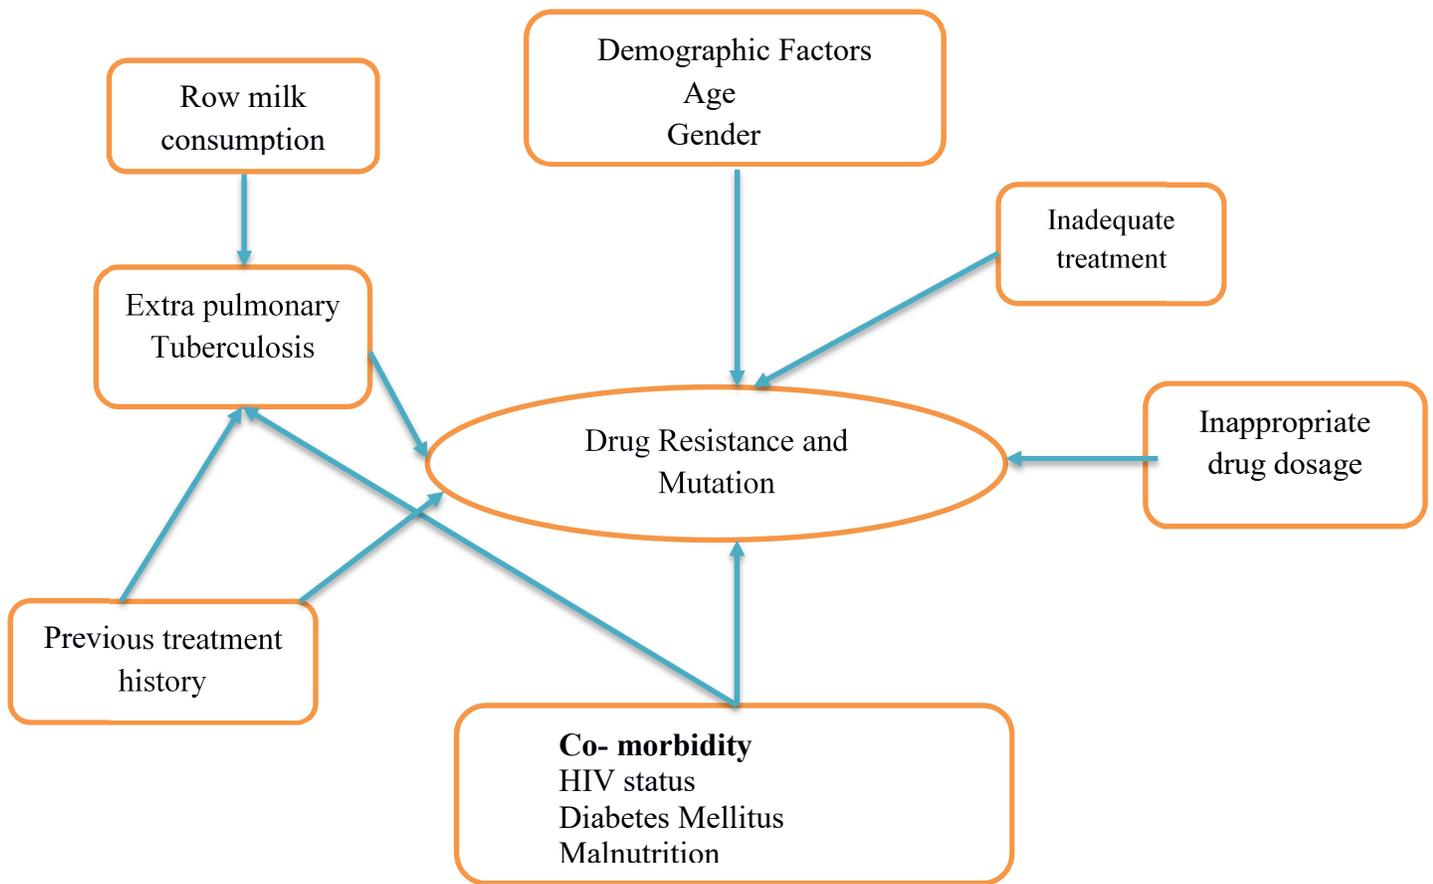 Demographic Factors
Age
Gender
Row milk
consumption
Inadequate
treatment
Extra pulmonary
Tuberculosis
Drug Resistance and
Mutation
Inappropriate
drug dosage
Previous treatment
history
Co- morbidity
HIV status
Diabetes Mellitus
Malnutrition